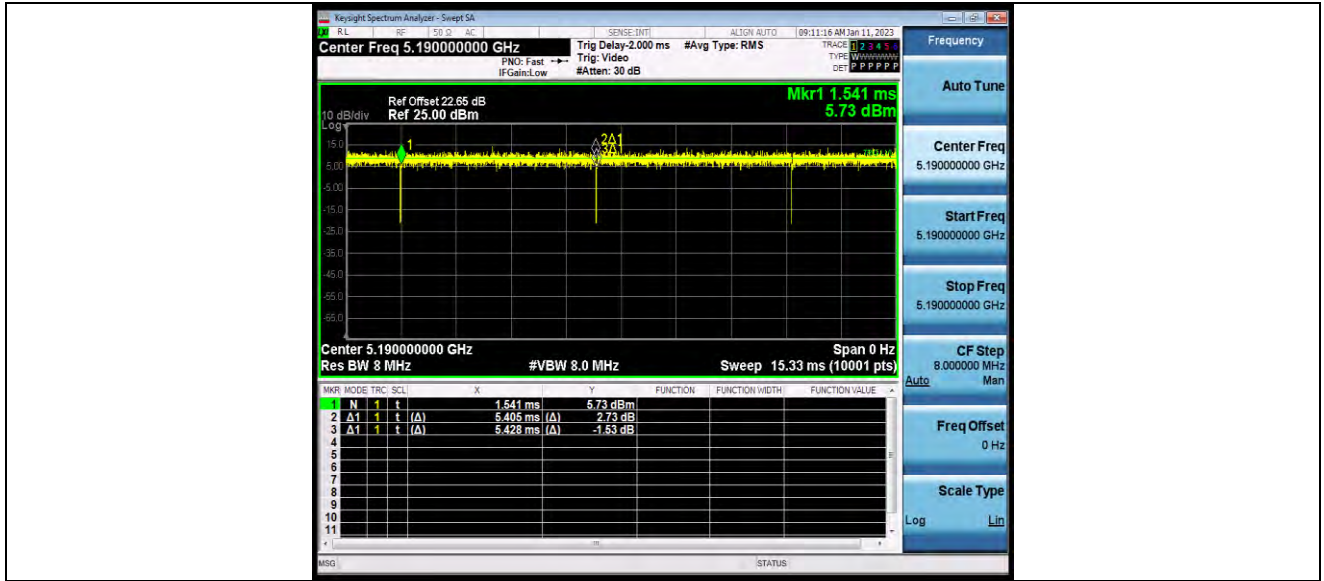 Keysight Spectrum Analyzer - Swept SA
RL RF 50 Ω AC SENSE:INT ALIGN AUTO 09:11:16 AM Jan 11, 2023
Center Freq 5.190000000 GHz
PNO: Fast
IFGain:Low
Trig Delay-2.000 ms
Trig: Video
#Atten: 30 dB
#Avg Type: RMS
TRACE 1 2 3 4 5 6
TYPE WWWWWW
DET P P P P P P
Ref Offset 22.65 dB
Ref 25.00 dBm
10 dB/div
Log
Mkr1 1.541 ms
5.73 dBm
15.0
5.00
-5.00
-15.0
-25.0
-35.0
-45.0
-55.0
-65.0
1
2Δ1
3Δ1
Center 5.190000000 GHz
Span 0 Hz
Res BW 8 MHz
#VBW 8.0 MHz
Sweep 15.33 ms (10001 pts)
MKR MODE TRC SCL X Y FUNCTION FUNCTION WIDTH FUNCTION VALUE
1 N 1 t 1.541 ms 5.73 dBm
2 Δ1 1 t (Δ) 5.405 ms (Δ) 2.73 dB
3 Δ1 1 t (Δ) 5.428 ms (Δ) -1.53 dB
4
5
6
7
8
9
10
11
MSG
STATUS
Frequency
Auto Tune
Center Freq
5.190000000 GHz
Start Freq
5.190000000 GHz
Stop Freq
5.190000000 GHz
CF Step
8.000000 MHz
Auto Man
Freq Offset
0 Hz
Scale Type
Log Lin